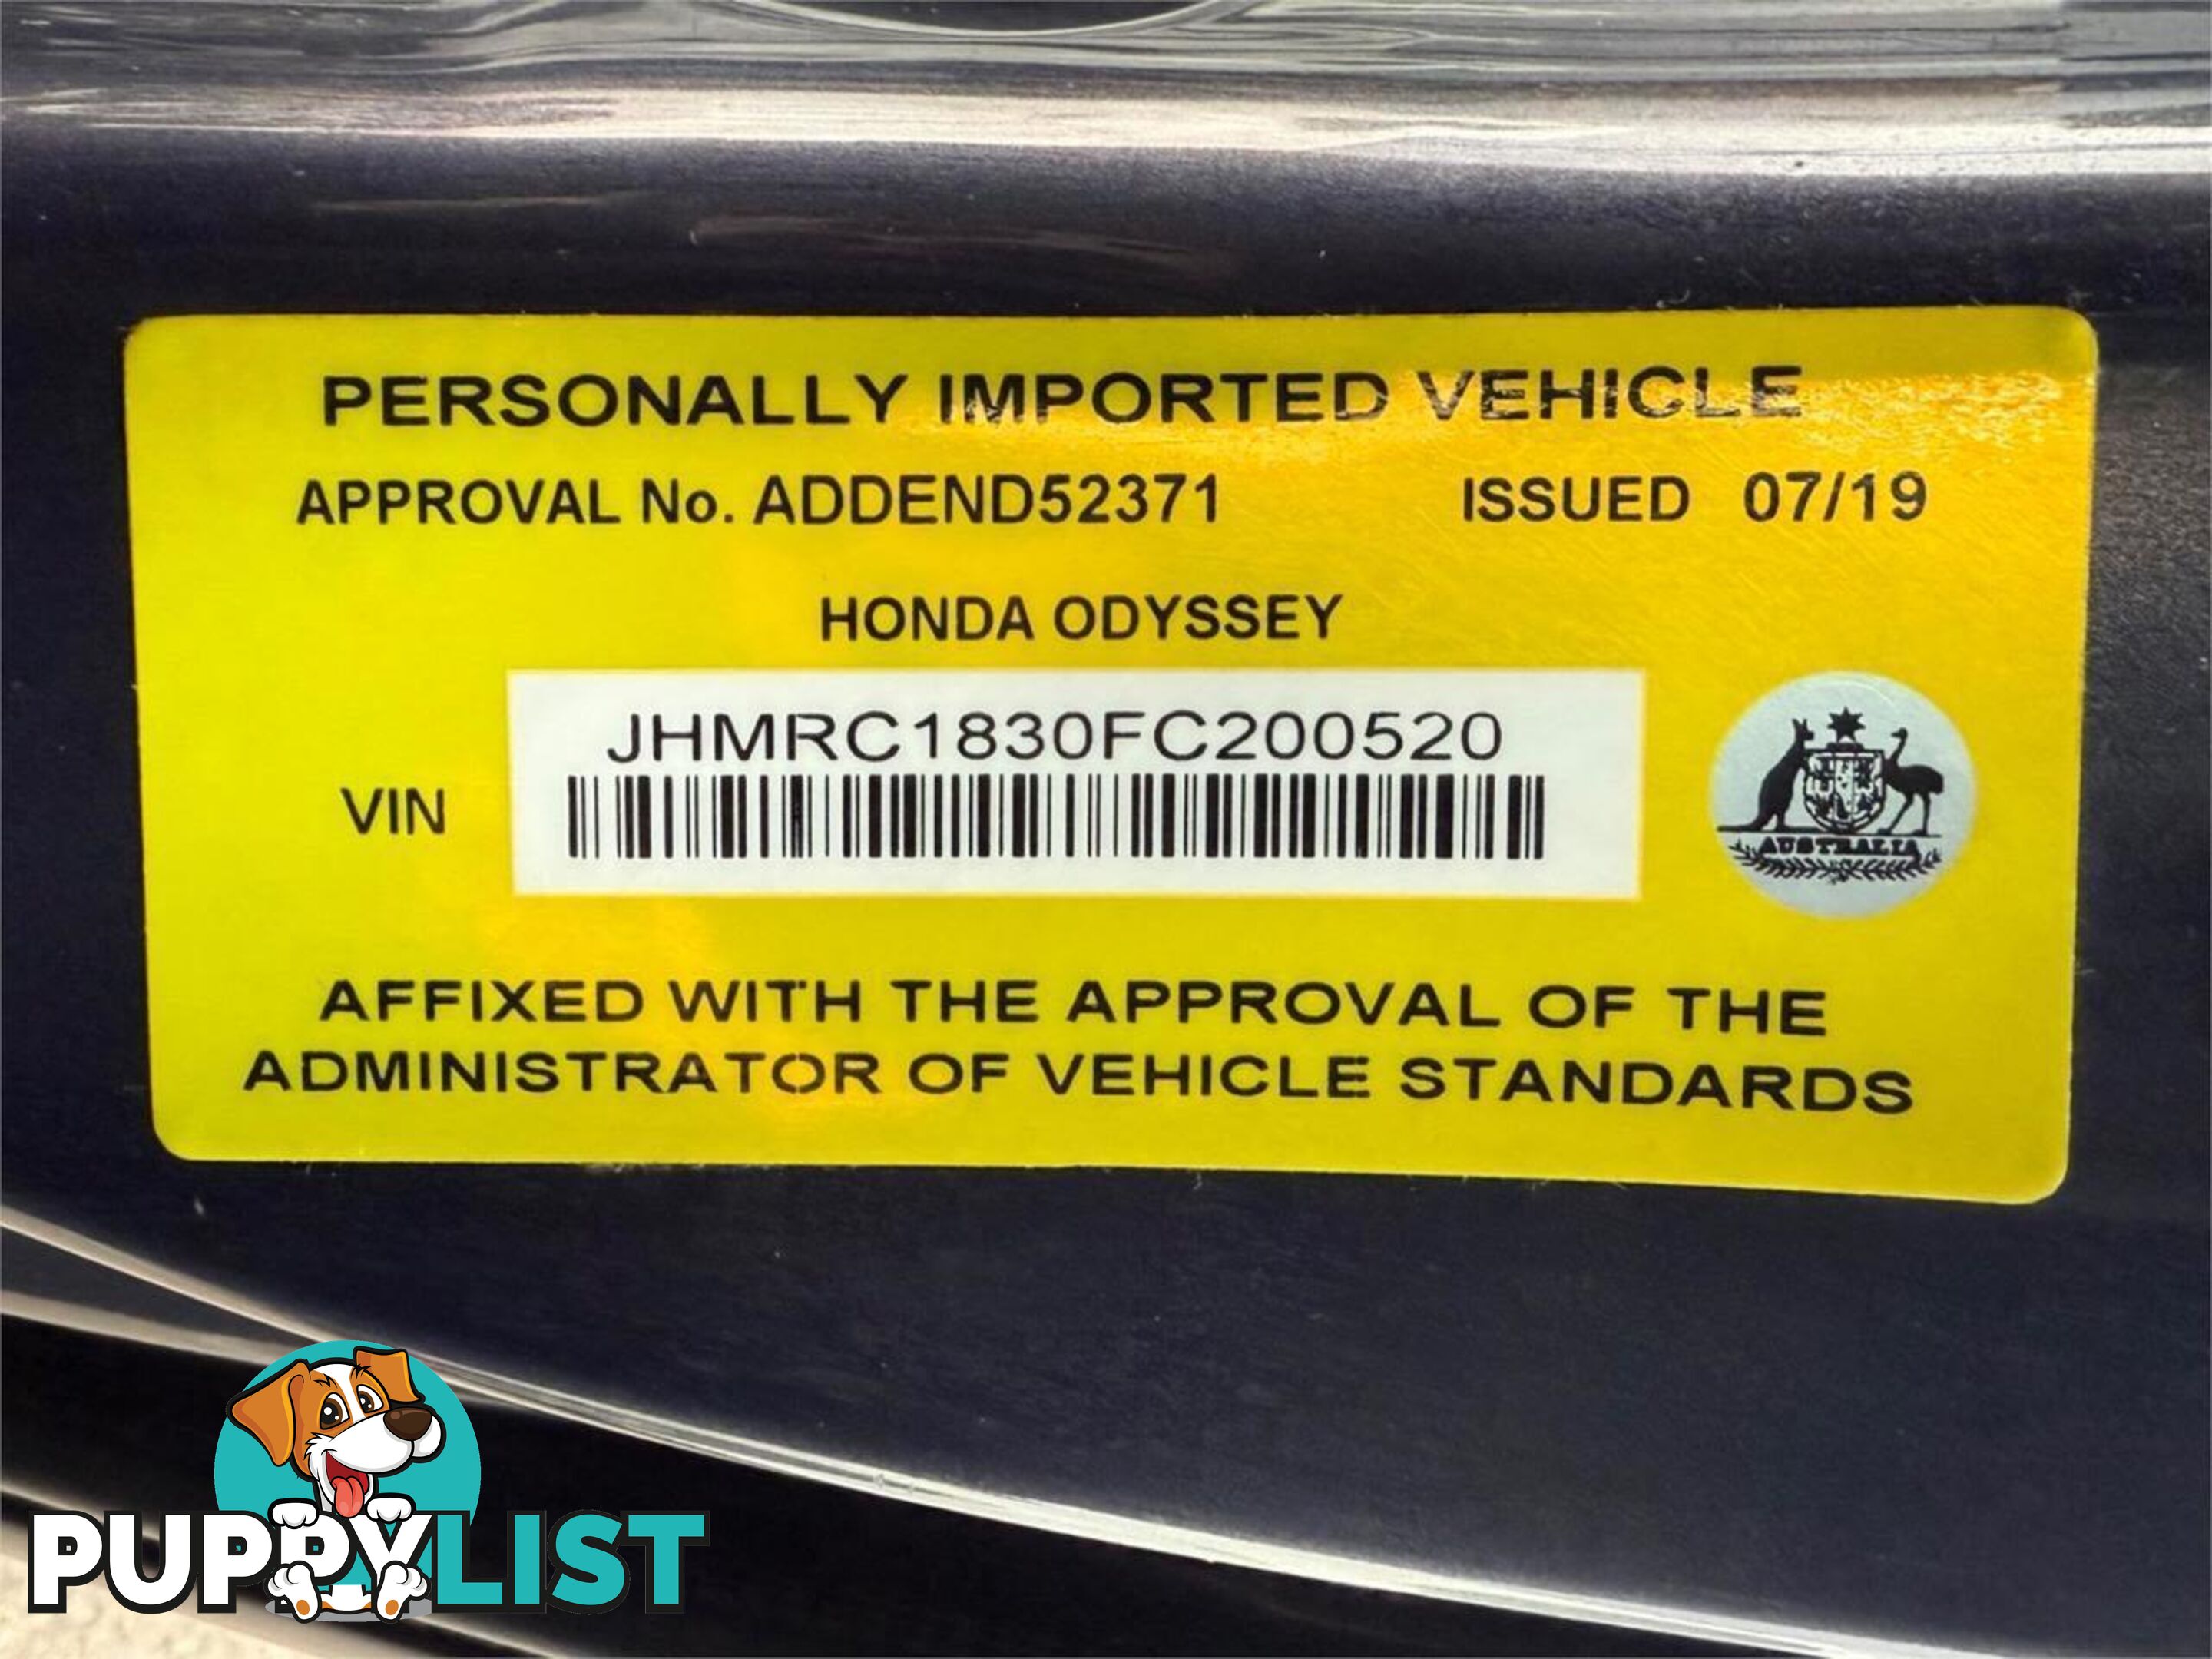 PERSONALLY IMPORTED VEHICLE
APPROVAL No. ADDEND52371 ISSUED 07/19
HONDA ODYSSEY
JHMRC1830FC200520
VIN
AUSTRALIA
AFFIXED WITH THE APPROVAL OF THE
ADMINISTRATOR OF VEHICLE STANDARDS
PUPPYLIST